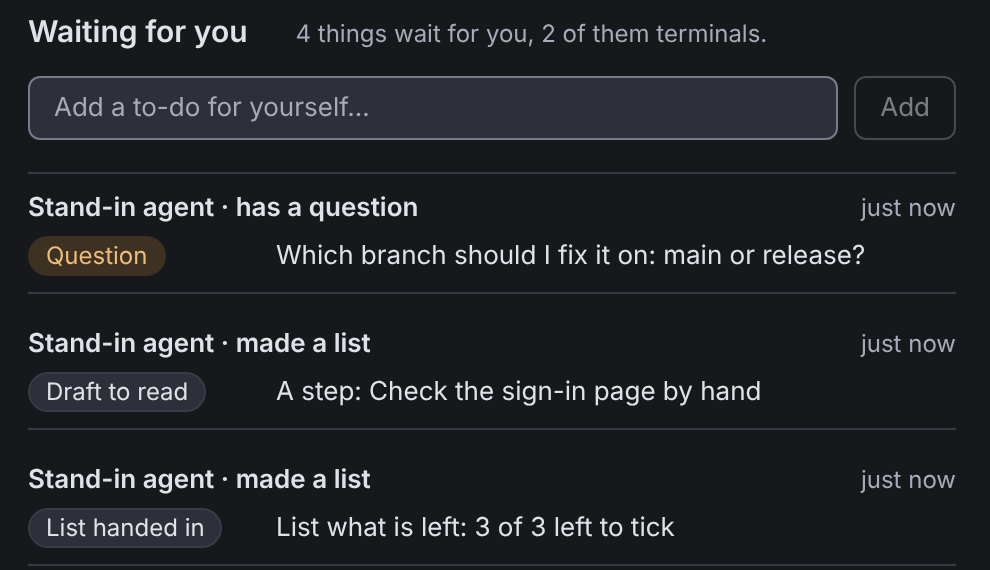 Waiting for you 4 things wait for you, 2 of them terminals.
Add a to-do for yourself... Add
Stand-in agent · has a question just now
Question Which branch should I fix it on: main or release?
Stand-in agent · made a list just now
Draft to read A step: Check the sign-in page by hand
Stand-in agent · made a list just now
List handed in List what is left: 3 of 3 left to tick